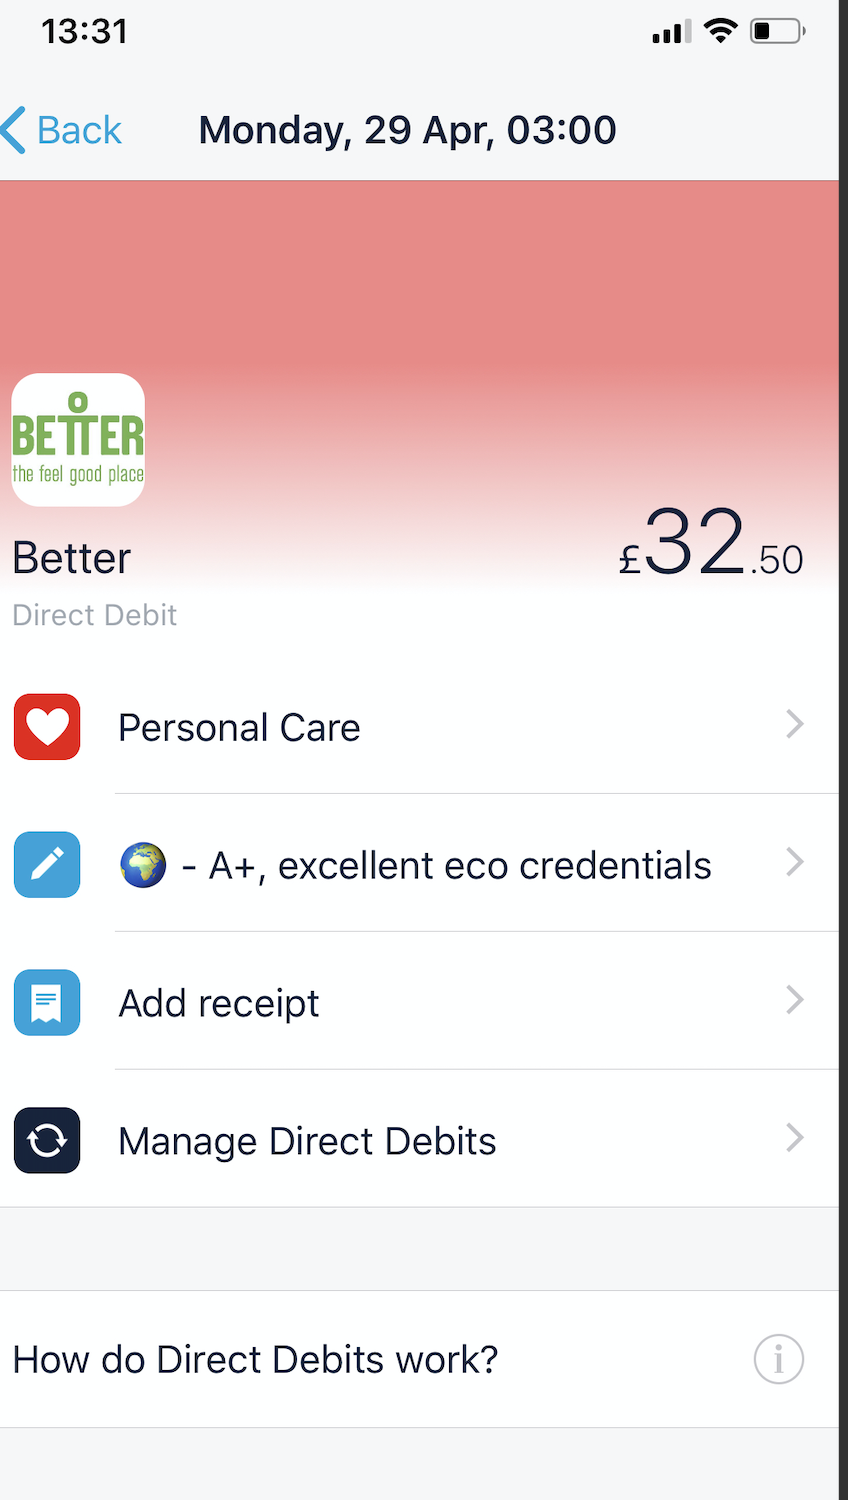 13:31
Back
Monday, 29 Apr, 03:00
BETTER
the feel good place
Better
£32.50
Direct Debit
Personal Care
🌍 - A+, excellent eco credentials
Add receipt
Manage Direct Debits
How do Direct Debits work?
i